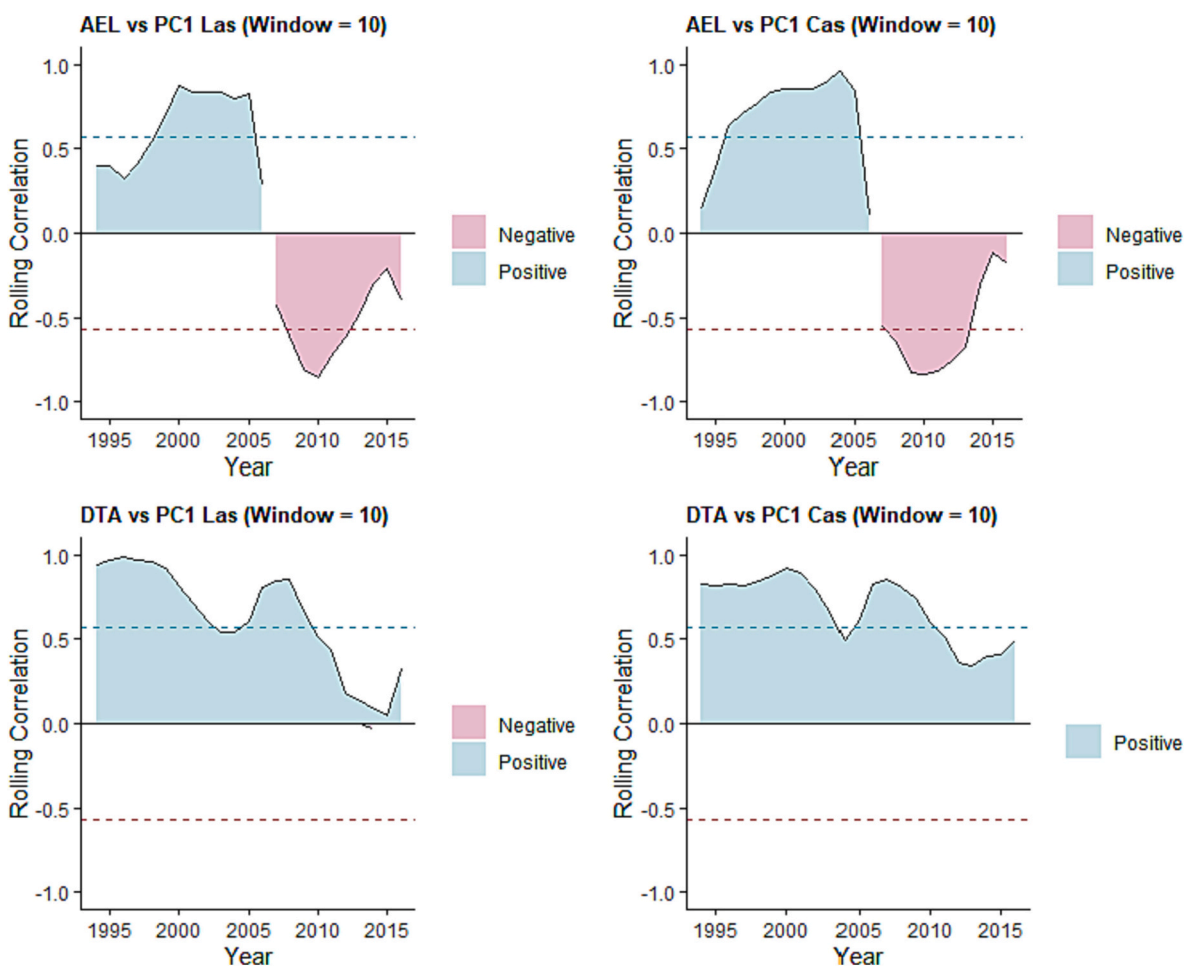 AEL vs PC1 Las (Window = 10)
1.0
0.5
0.0
-0.5
-1.0
Rolling Correlation
1995 2000 2005 2010 2015
Year
Negative
Positive
AEL vs PC1 Cas (Window = 10)
1.0
0.5
0.0
-0.5
-1.0
Rolling Correlation
1995 2000 2005 2010 2015
Year
Negative
Positive
DTA vs PC1 Las (Window = 10)
1.0
0.5
0.0
-0.5
-1.0
Rolling Correlation
1995 2000 2005 2010 2015
Year
Negative
Positive
DTA vs PC1 Cas (Window = 10)
1.0
0.5
0.0
-0.5
-1.0
Rolling Correlation
1995 2000 2005 2010 2015
Year
Positive